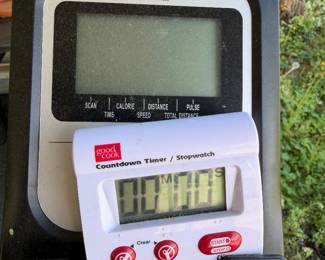 SCAN CALORIE DISTANCE PULSE
TIME SPEED TOTAL DISTANCE
good
cook
Countdown Timer / Stopwatch
M S
00:00
Clear
START
STOP